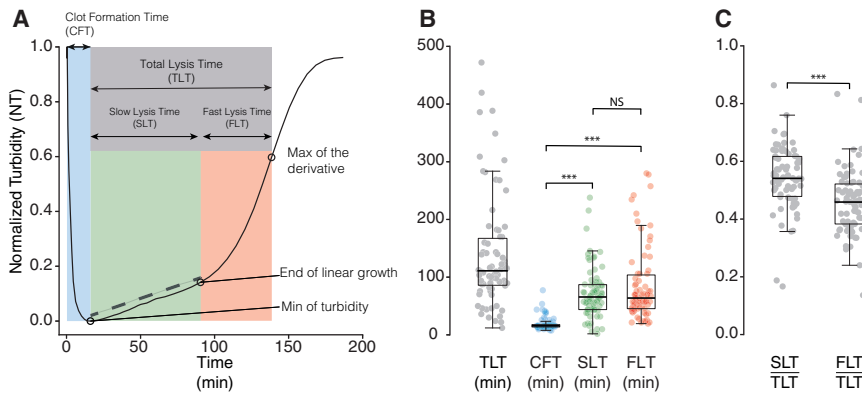 A
Clot Formation Time
(CFT)
Normalized Turbidity (NT)
1.0
0.8
0.6
0.4
0.2
0.0
Total Lysis Time
(TLT)
Slow Lysis Time
(SLT)
Fast Lysis Time
(FLT)
Max of the
derivative
End of linear growth
Min of turbidity
0 50 100 150 200
Time
(min)
B
500
400
300
200
100
0
NS
***
***
TLT
(min)
CFT
(min)
SLT
(min)
FLT
(min)
C
1.0
0.8
0.6
0.4
0.2
0.0
***
SLT
TLT
FLT
TLT